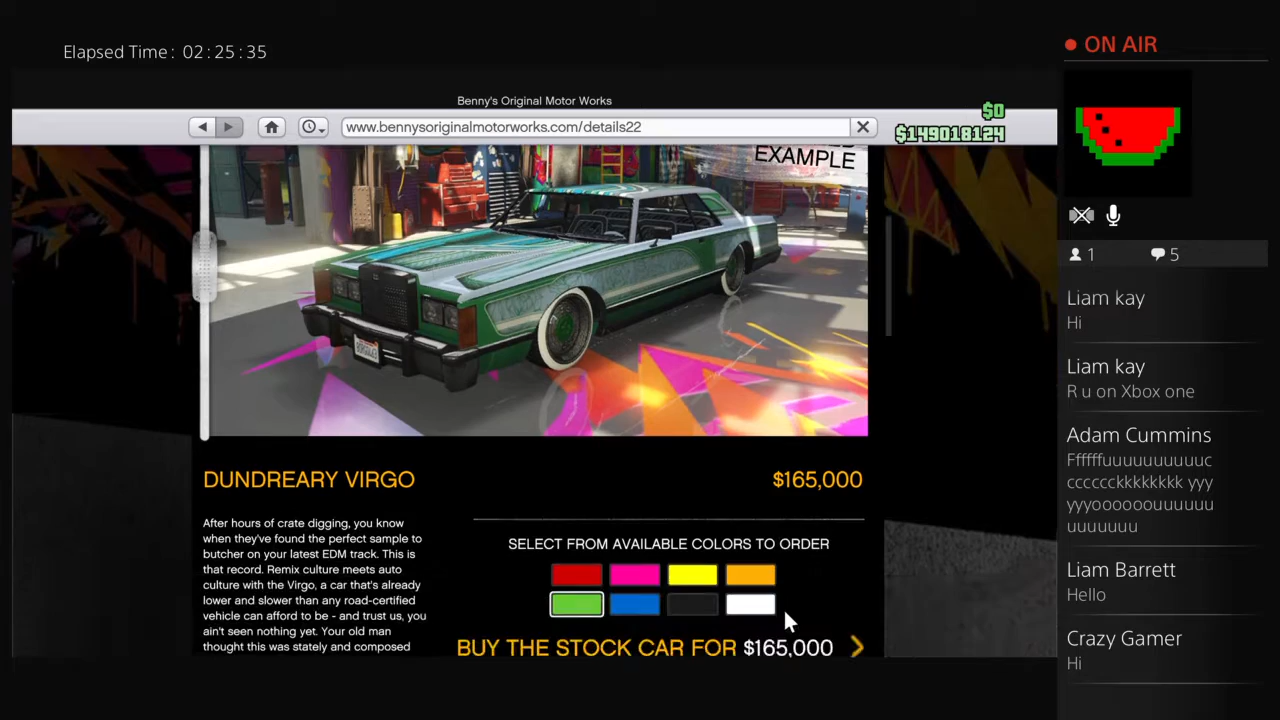 Elapsed Time: 02:25:35
ON AIR
Benny's Original Motor Works
www.bennysoriginalmotorworks.com/details22
$0
$149018124
EXAMPLE
1
5
Liam kay
Hi
Liam kay
R u on Xbox one
Adam Cummins
Ffffffuuuuuuuuuuc
ccccccckkkkkkkk yyy
yyyoooooouuuuuu
uuuuuuu
Liam Barrett
Hello
Crazy Gamer
Hi
DUNDREARY VIRGO
$165,000
After hours of crate digging, you know
when they've found the perfect sample to
butcher on your latest EDM track. This is
that record. Remix culture meets auto
culture with the Virgo, a car that's already
lower and slower than any road-certified
vehicle can afford to be - and trust us, you
ain't seen nothing yet. Your old man
thought this was stately and composed
SELECT FROM AVAILABLE COLORS TO ORDER
BUY THE STOCK CAR FOR $165,000